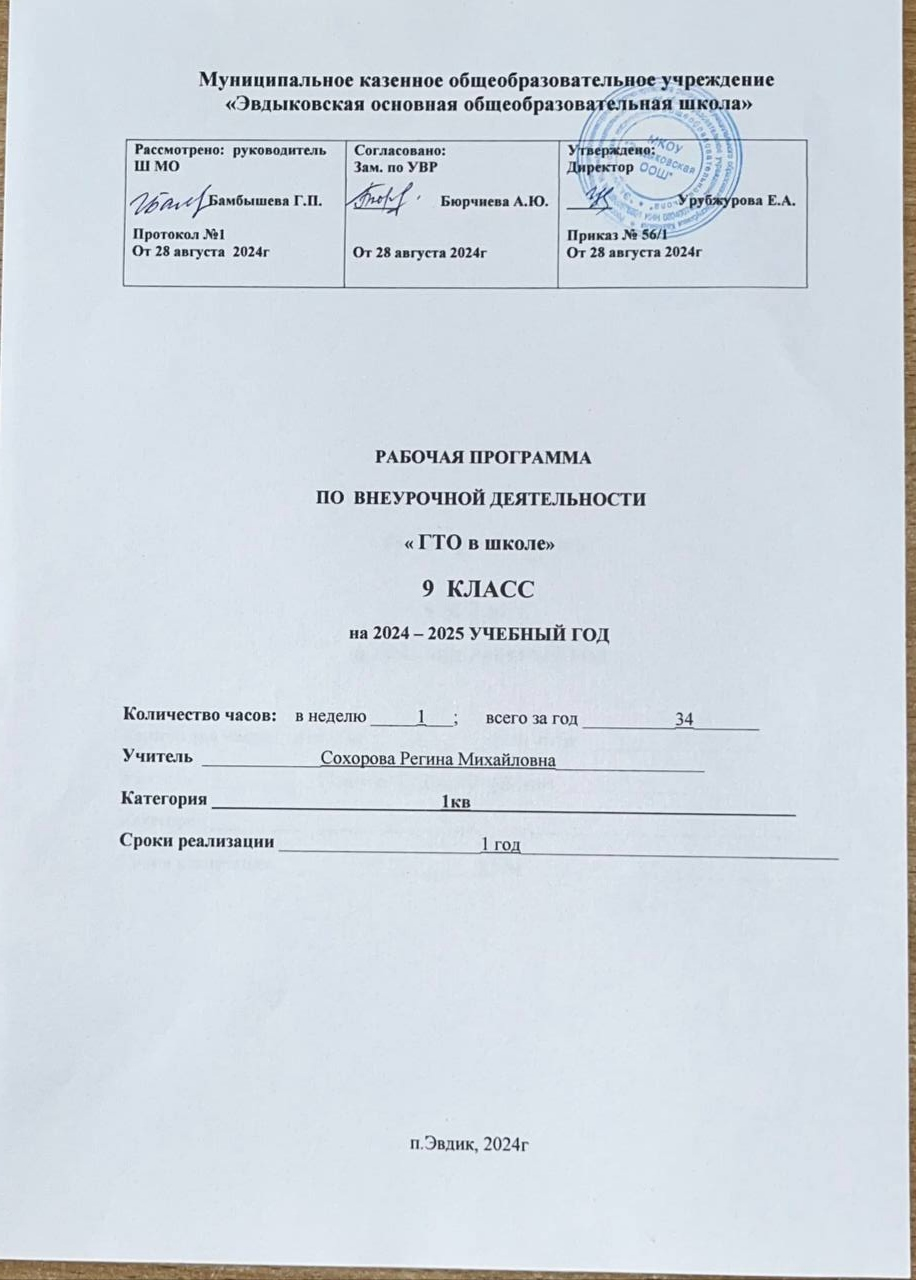 Муниципальное казенное общеобразовательное учреждение
«Эвдыковская основная общеобразовательная школа»
Рассмотрено: руководитель
Ш МО
Бамбышева Г.П.
Протокол №1
От 28 августа 2024г
Согласовано:
Зам. по УВР
Бюрчиева А.Ю.
От 28 августа 2024г
Утверждено:
Директор
Урубжурова Е.А.
Приказ № 56/1
От 28 августа 2024г
МКОУ
ООШ"
РАБОЧАЯ ПРОГРАММА
ПО ВНЕУРОЧНОЙ ДЕЯТЕЛЬНОСТИ
« ГТО в школе»
9 КЛАСС
на 2024 – 2025 УЧЕБНЫЙ ГОД
Количество часов: в неделю 1 ; всего за год 34
Учитель Сохорова Регина Михайловна
Категория 1кв
Сроки реализации 1 год
п.Эвдик, 2024г